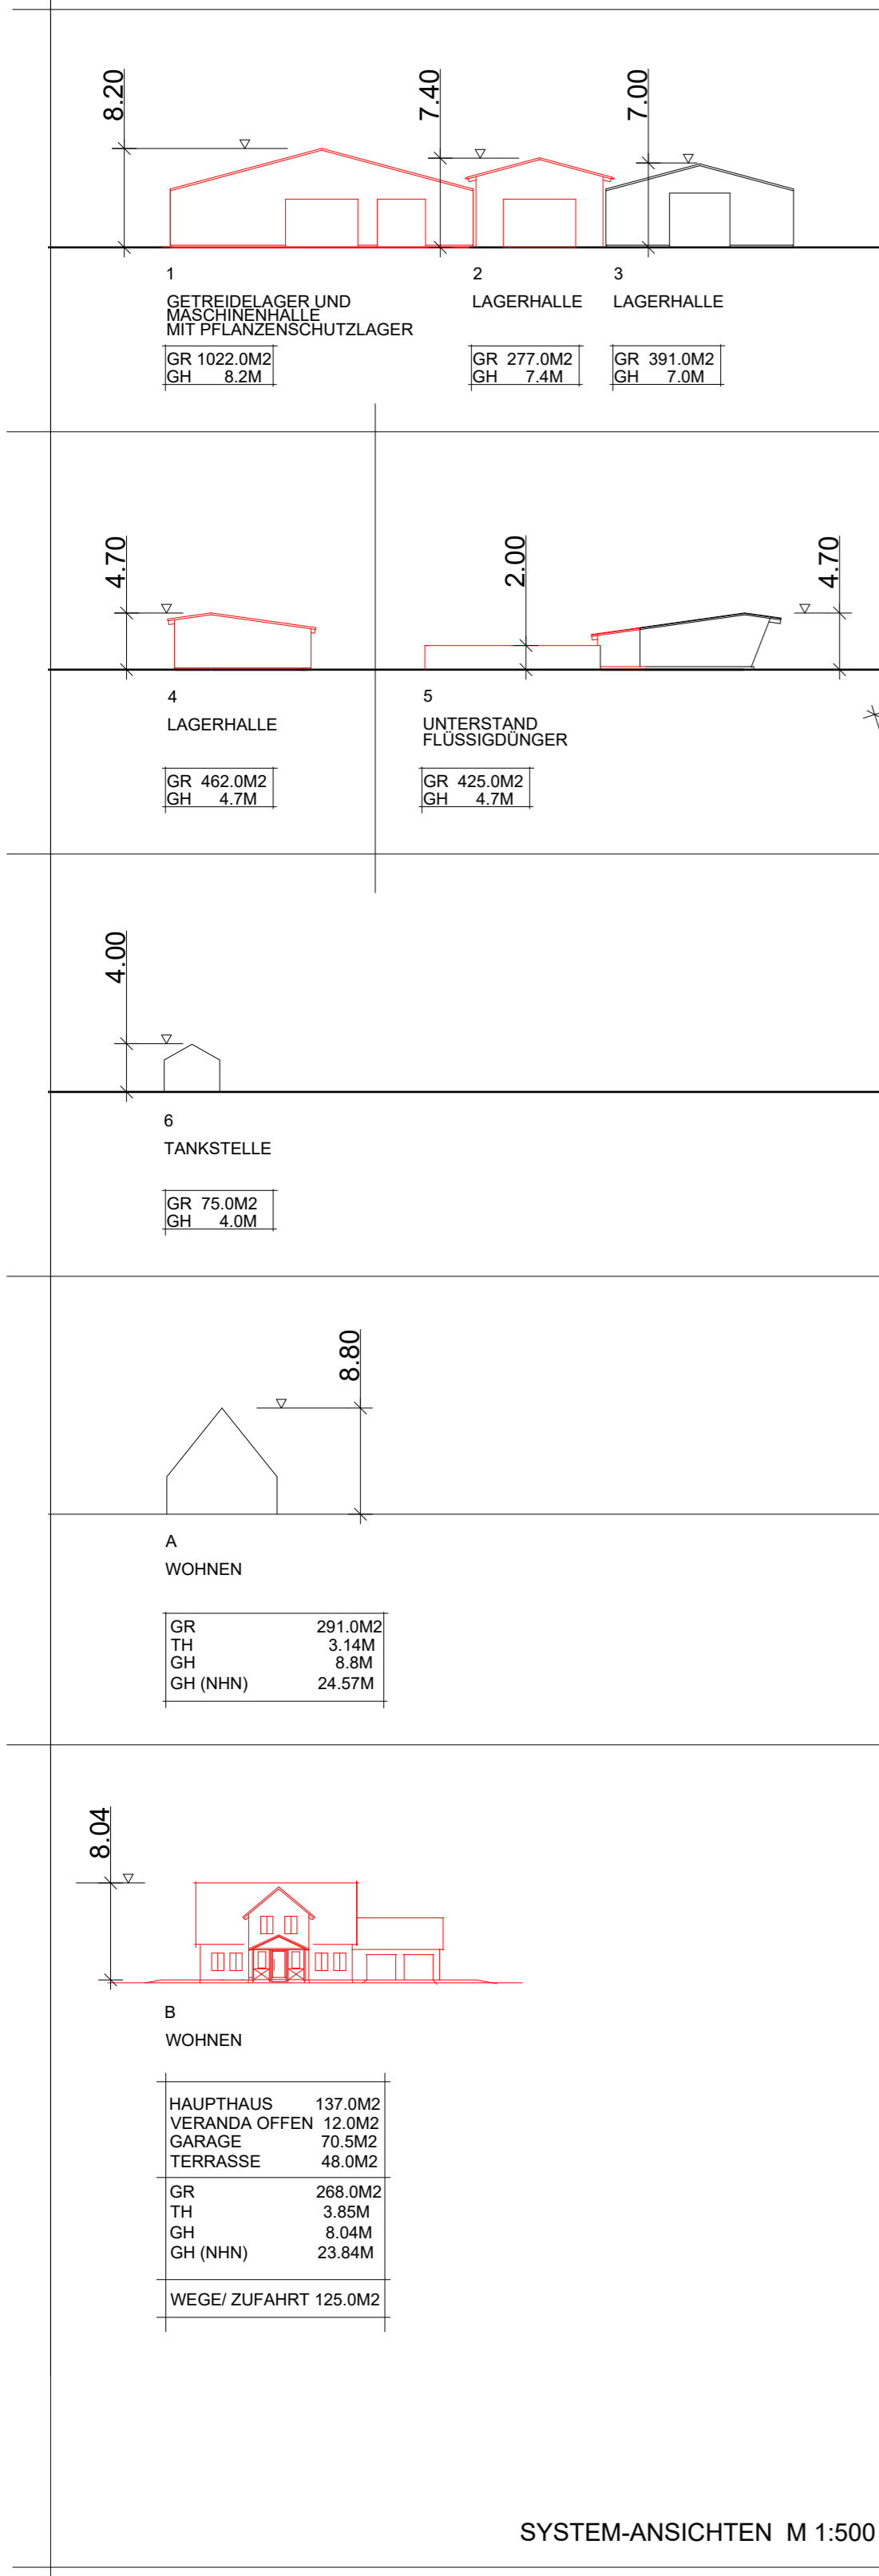 8.20
7.40
7.00
1
GETREIDELAGER UND
MASCHINENHALLE
MIT PFLANZENSCHUTZLAGER
GR 1022.0M2
GH 8.2M
2
LAGERHALLE
GR 277.0M2
GH 7.4M
3
LAGERHALLE
GR 391.0M2
GH 7.0M
4.70
2.00
4.70
4
LAGERHALLE
GR 462.0M2
GH 4.7M
5
UNTERSTAND
FLÜSSIGDÜNGER
GR 425.0M2
GH 4.7M
4.00
6
TANKSTELLE
GR 75.0M2
GH 4.0M
8.80
A
WOHNEN
GR 291.0M2
TH 3.14M
GH 8.8M
GH (NHN) 24.57M
8.04
B
WOHNEN
HAUPTHAUS 137.0M2
VERANDA OFFEN 12.0M2
GARAGE 70.5M2
TERRASSE 48.0M2
GR 268.0M2
TH 3.85M
GH 8.04M
GH (NHN) 23.84M
WEGE/ ZUFAHRT 125.0M2
SYSTEM-ANSICHTEN M 1:500